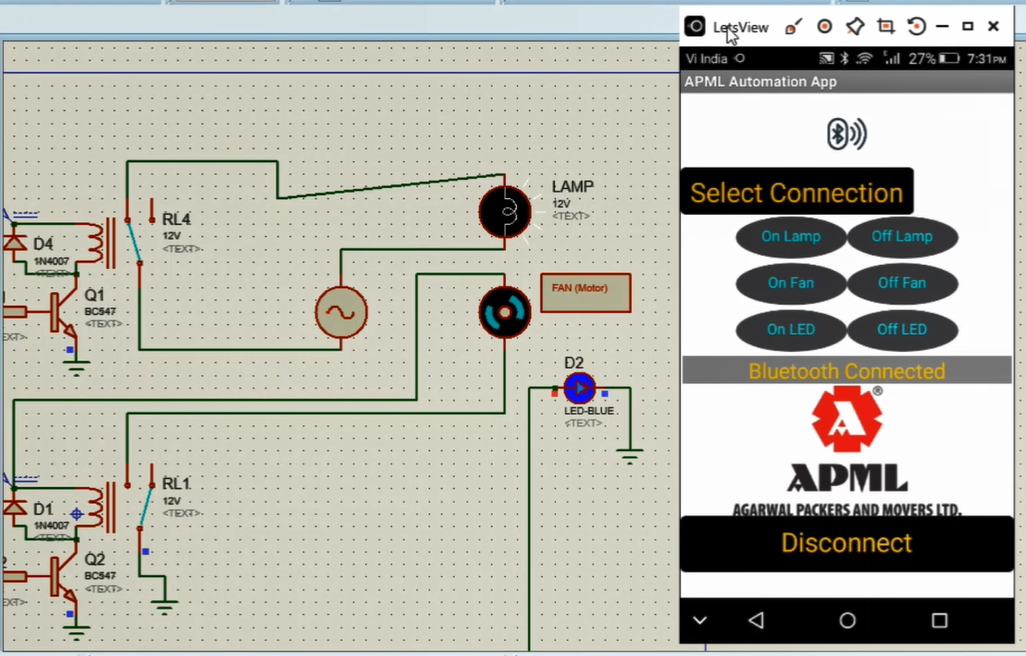 LetsView
Vi India
27%
7:31PM
APML Automation App
Select Connection
On Lamp
Off Lamp
On Fan
Off Fan
On LED
Off LED
Bluetooth Connected
®
APML
AGARWAL PACKERS AND MOVERS LTD.
Disconnect
LAMP
12V
<TEXT>
RL4
12V
<TEXT>
D4
1N4007
<TEXT>
Q1
BC547
<TEXT>
FAN (Motor)
D2
LED-BLUE
<TEXT>
RL1
12V
<TEXT>
D1
1N4007
<TEXT>
Q2
BC547
<TEXT>